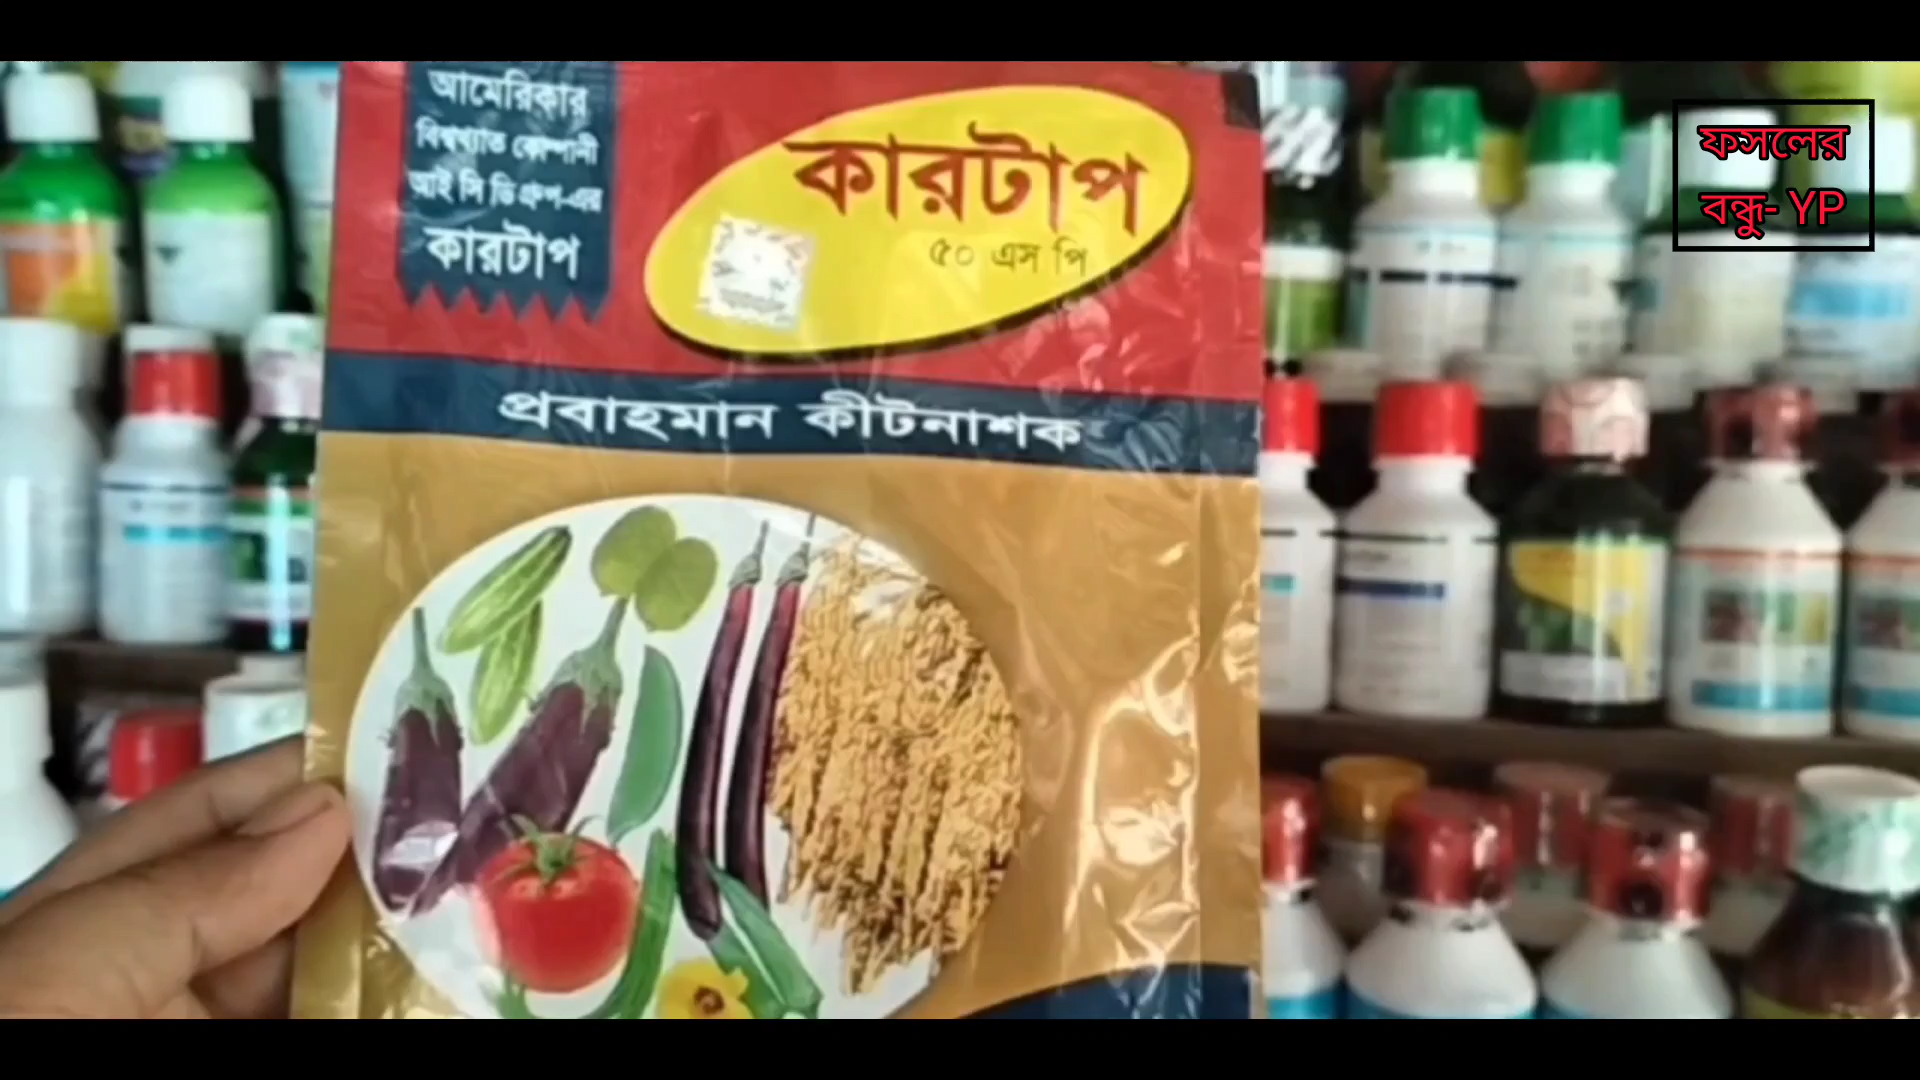 আমেরিকার
বিশ্বখ্যাত কোম্পানী
আই সি ডি গ্রুপ-এর
কারটাপ
কারটাপ
৫০ এস পি
প্রবাহমান কীটনাশক
ফসলের
বন্ধু- YP